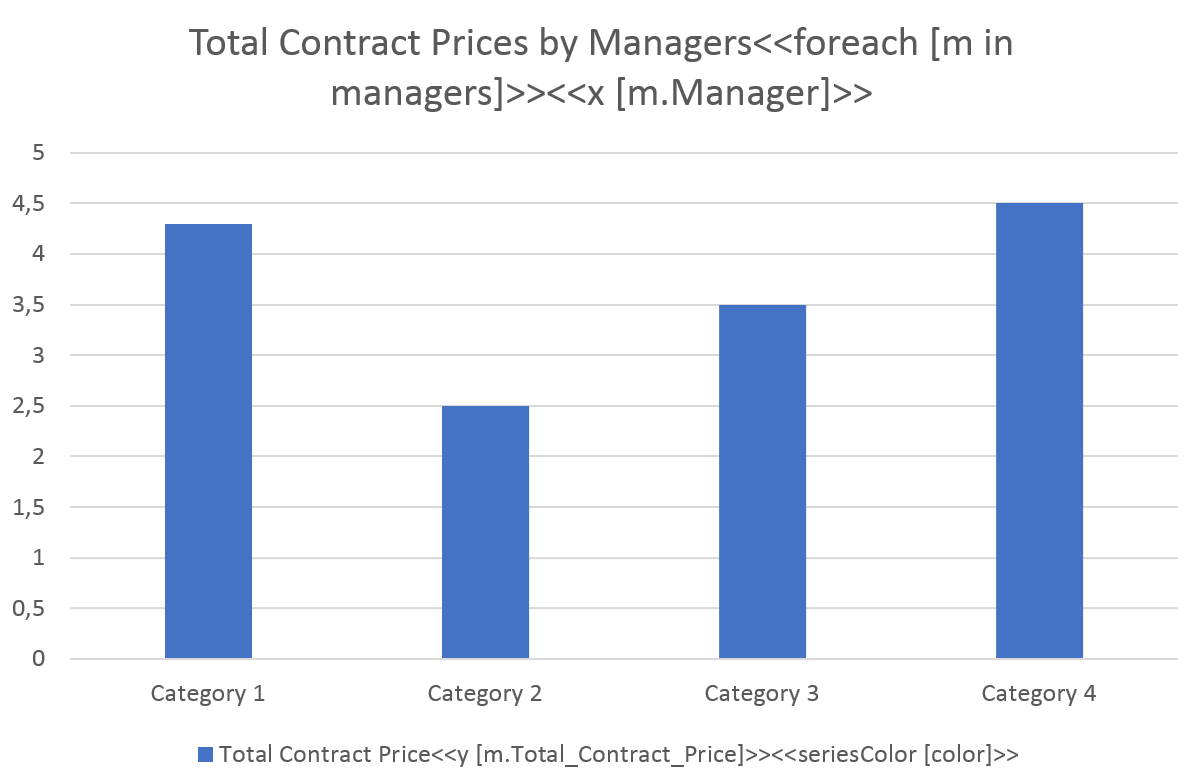 Total Contract Prices by Managers<<foreach [m in
managers]>><<x [m.Manager]>>
5
4,5
4
3,5
3
2,5
2
1,5
1
0,5
0
Category 1
Category 2
Category 3
Category 4
Total Contract Price<<y [m.Total_Contract_Price]>><<seriesColor [color]>>